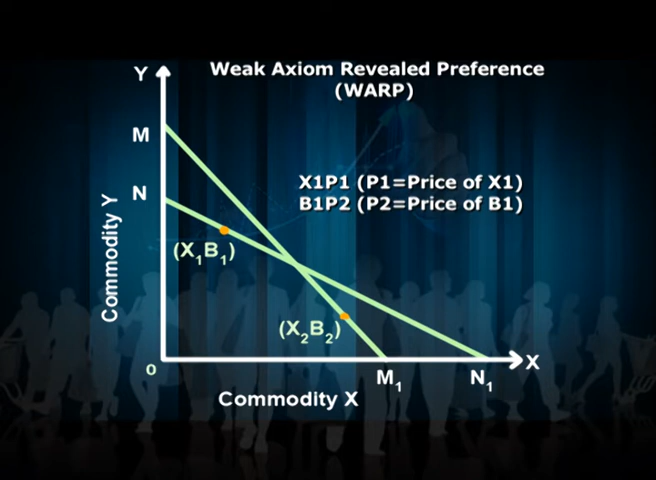 Weak Axiom Revealed Preference
(WARP)
Y
M
N
X1P1 (P1=Price of X1)
B1P2 (P2=Price of B1)
Commodity Y
(X₁B₁)
(X₂B₂)
0
X
M₁
N₁
Commodity X